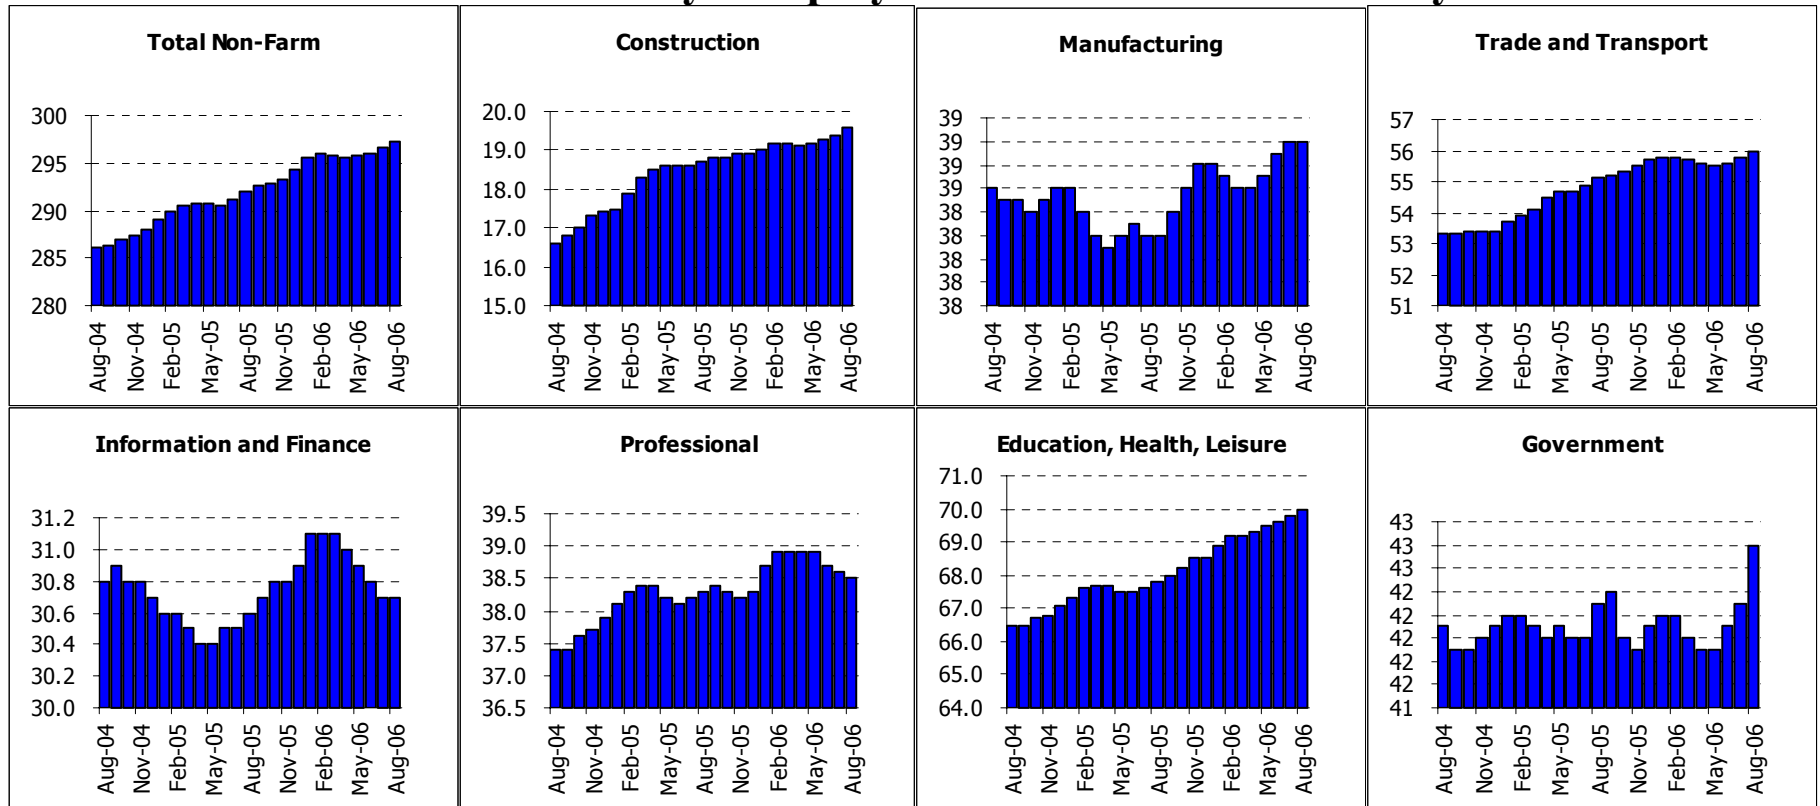 Total Non-Farm
300
295
290
285
280
Aug-04
Nov-04
Feb-05
May-05
Aug-05
Nov-05
Feb-06
May-06
Aug-06
Construction
20.0
19.0
18.0
17.0
16.0
15.0
Aug-04
Nov-04
Feb-05
May-05
Aug-05
Nov-05
Feb-06
May-06
Aug-06
Manufacturing
39
39
39
39
38
38
38
38
38
Aug-04
Nov-04
Feb-05
May-05
Aug-05
Nov-05
Feb-06
May-06
Aug-06
Trade and Transport
57
56
55
54
53
52
51
Aug-04
Nov-04
Feb-05
May-05
Aug-05
Nov-05
Feb-06
May-06
Aug-06
Information and Finance
31.2
31.0
30.8
30.6
30.4
30.2
30.0
Aug-04
Nov-04
Feb-05
May-05
Aug-05
Nov-05
Feb-06
May-06
Aug-06
Professional
39.5
39.0
38.5
38.0
37.5
37.0
36.5
Aug-04
Nov-04
Feb-05
May-05
Aug-05
Nov-05
Feb-06
May-06
Aug-06
Education, Health, Leisure
71.0
70.0
69.0
68.0
67.0
66.0
65.0
64.0
Aug-04
Nov-04
Feb-05
May-05
Aug-05
Nov-05
Feb-06
May-06
Aug-06
Government
43
43
43
42
42
42
42
42
41
Aug-04
Nov-04
Feb-05
May-05
Aug-05
Nov-05
Feb-06
May-06
Aug-06